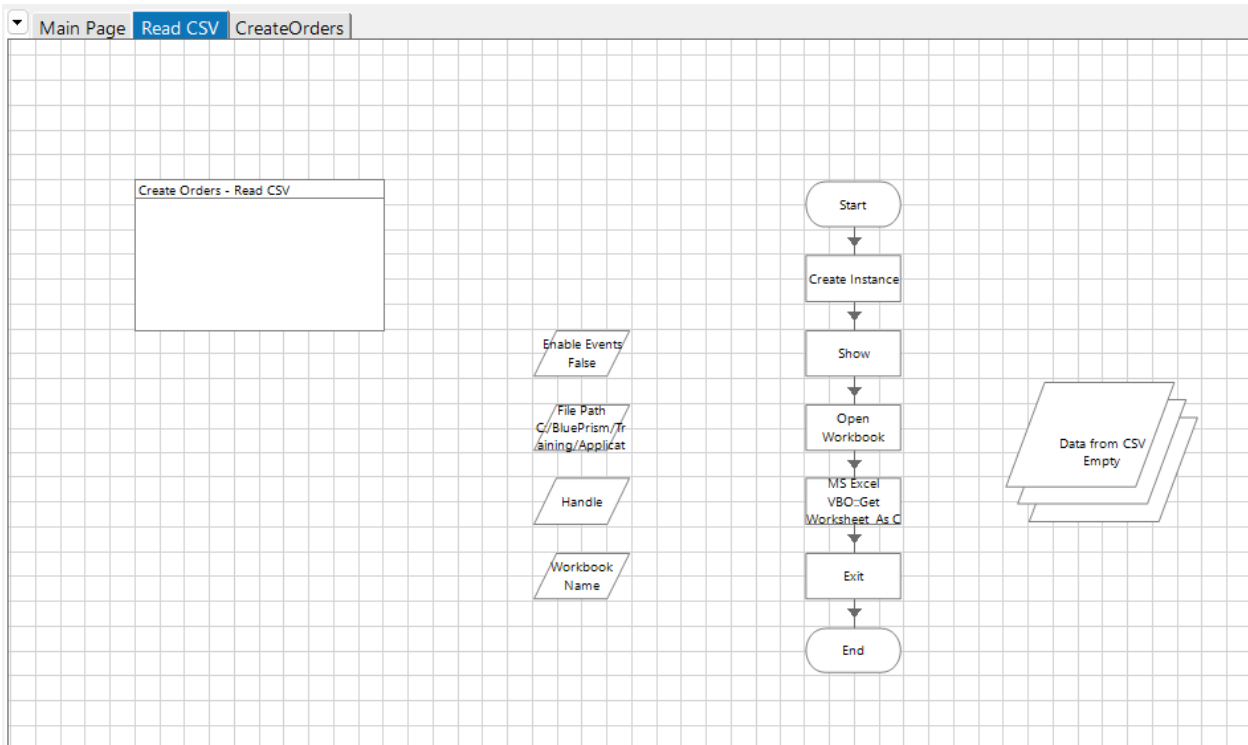 Main Page Read CSV CreateOrders
Create Orders - Read CSV
Start
Create Instance
Enable Events
False
Show
File Path
C:/BluePrism/Tr
aining/Applicat
Open
Workbook
Data from CSV
Empty
Handle
MS Excel
VBO::Get
Worksheet As C
Workbook
Name
Exit
End